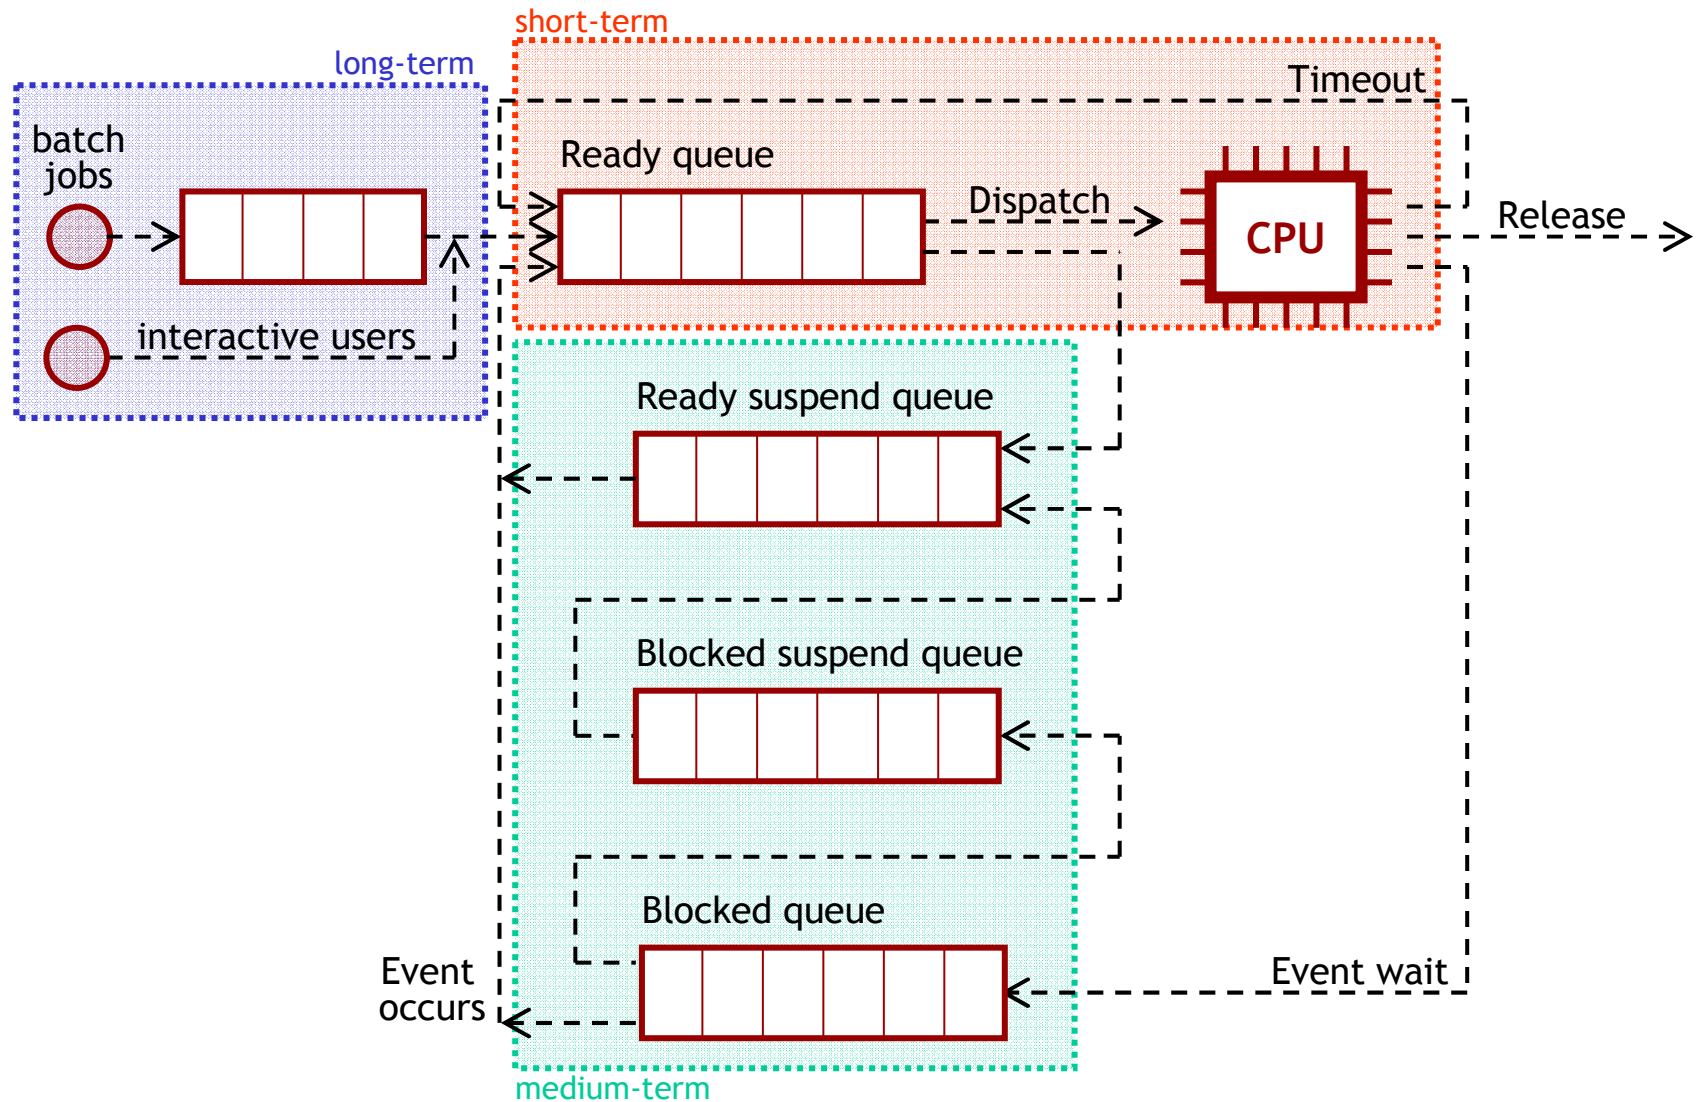 short-term
long-term
Timeout
batch
jobs
Ready queue
Dispatch
Release
CPU
interactive users
Ready suspend queue
Blocked suspend queue
Blocked queue
Event
occurs
Event wait
medium-term